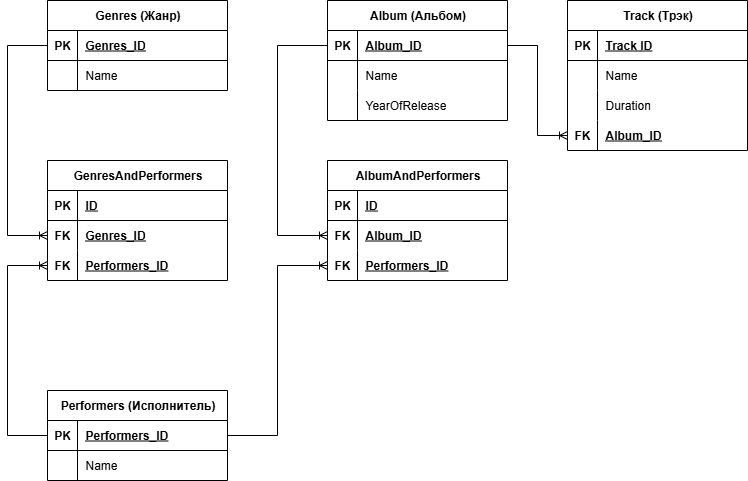 Genres (Жанр)
PK Genres_ID
Name
Album (Альбом)
PK Album_ID
Name
YearOfRelease
Track (Трэк)
PK Track ID
Name
Duration
FK Album_ID
GenresAndPerformers
PK ID
FK Genres_ID
FK Performers_ID
AlbumAndPerformers
PK ID
FK Album_ID
FK Performers_ID
Performers (Исполнитель)
PK Performers_ID
Name